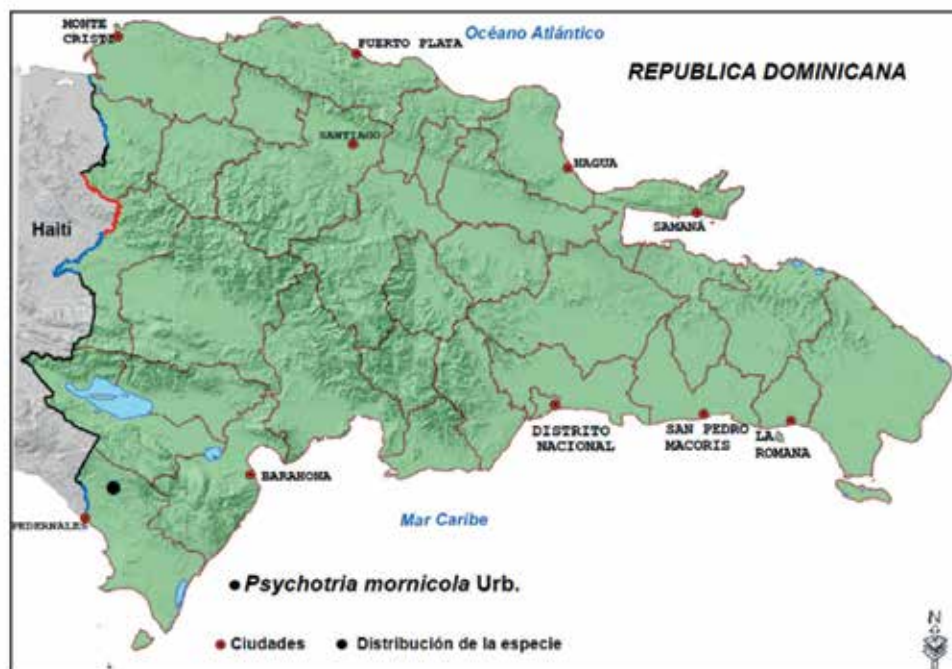 MONTE
CRISTI
PUERTO PLATA
Océano Atlántico
REPUBLICA DOMINICANA
SANTIAGO
NAGUA
SAMANÁ
Haití
DISTRITO
NACIONAL
SAN PEDRO
MACORIS
LA
ROMANA
BARAHONA
PEDERNALES
Mar Caribe
Psychotria mornicola Urb.
Ciudades
Distribución de la especie
N